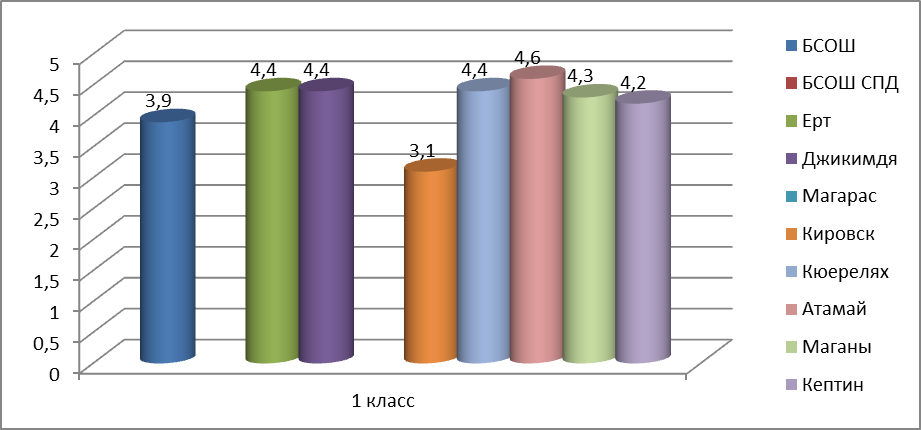 5
4,5
4
3,5
3
2,5
2
1,5
1
0,5
0
3,9
4,4
4,4
3,1
4,4
4,6
4,3
4,2
1 класс
БСОШ
БСОШ СПД
Ерт
Джикимдя
Магарас
Кировск
Кюерелях
Атамай
Маганы
Кептин